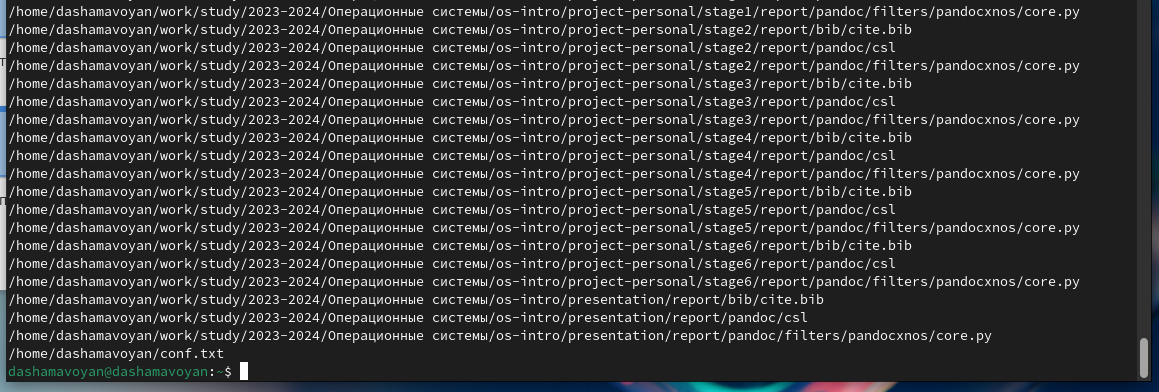 /home/dashamavoyan/work/study/2023-2024/Операционные системы/os-intro/project-personal/stage1/report/pandoc/filters/pandocxnos/core.py
/home/dashamavoyan/work/study/2023-2024/Операционные системы/os-intro/project-personal/stage2/report/bib/cite.bib
/home/dashamavoyan/work/study/2023-2024/Операционные системы/os-intro/project-personal/stage2/report/pandoc/csl
/home/dashamavoyan/work/study/2023-2024/Операционные системы/os-intro/project-personal/stage2/report/pandoc/filters/pandocxnos/core.py
/home/dashamavoyan/work/study/2023-2024/Операционные системы/os-intro/project-personal/stage3/report/bib/cite.bib
/home/dashamavoyan/work/study/2023-2024/Операционные системы/os-intro/project-personal/stage3/report/pandoc/csl
/home/dashamavoyan/work/study/2023-2024/Операционные системы/os-intro/project-personal/stage3/report/pandoc/filters/pandocxnos/core.py
/home/dashamavoyan/work/study/2023-2024/Операционные системы/os-intro/project-personal/stage4/report/bib/cite.bib
/home/dashamavoyan/work/study/2023-2024/Операционные системы/os-intro/project-personal/stage4/report/pandoc/csl
/home/dashamavoyan/work/study/2023-2024/Операционные системы/os-intro/project-personal/stage4/report/pandoc/filters/pandocxnos/core.py
/home/dashamavoyan/work/study/2023-2024/Операционные системы/os-intro/project-personal/stage5/report/bib/cite.bib
/home/dashamavoyan/work/study/2023-2024/Операционные системы/os-intro/project-personal/stage5/report/pandoc/csl
/home/dashamavoyan/work/study/2023-2024/Операционные системы/os-intro/project-personal/stage5/report/pandoc/filters/pandocxnos/core.py
/home/dashamavoyan/work/study/2023-2024/Операционные системы/os-intro/project-personal/stage6/report/bib/cite.bib
/home/dashamavoyan/work/study/2023-2024/Операционные системы/os-intro/project-personal/stage6/report/pandoc/csl
/home/dashamavoyan/work/study/2023-2024/Операционные системы/os-intro/project-personal/stage6/report/pandoc/filters/pandocxnos/core.py
/home/dashamavoyan/work/study/2023-2024/Операционные системы/os-intro/presentation/report/bib/cite.bib
/home/dashamavoyan/work/study/2023-2024/Операционные системы/os-intro/presentation/report/pandoc/csl
/home/dashamavoyan/work/study/2023-2024/Операционные системы/os-intro/presentation/report/pandoc/filters/pandocxnos/core.py
/home/dashamavoyan/conf.txt
dashamavoyan@dashamavoyan:~$